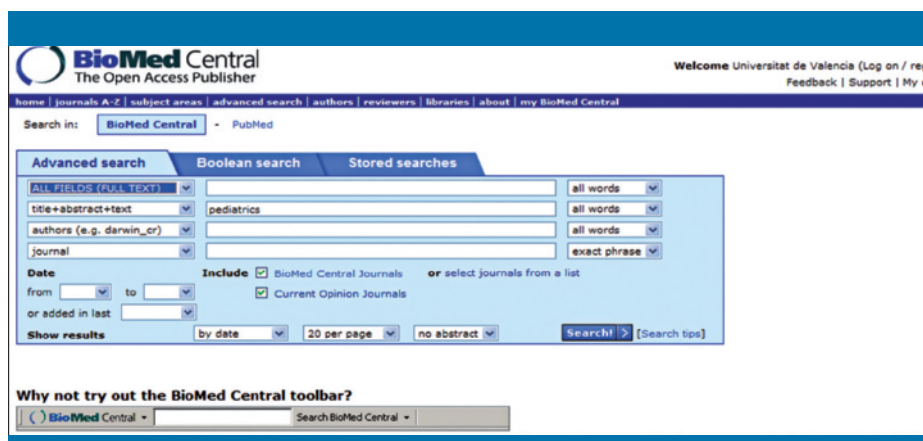 BioMed Central
The Open Access Publisher
Welcome Universitat de Valencia (Log on / re
Feedback | Support | My
home | journals A-Z | subject areas | advanced search | authors | reviewers | libraries | about | my BioMed Central
Search in: BioMed Central - PubMed
Advanced search Boolean search Stored searches
ALL FIELDS (FULL TEXT) all words
title+abstract+text pediatrics all words
authors (e.g. darwin_cr) all words
journal exact phrase
Date Include BioMed Central Journals or select journals from a list
from to Current Opinion Journals
or added in last
Show results by date 20 per page no abstract Search! > [Search tips]
Why not try out the BioMed Central toolbar?
BioMed Central Search BioMed Central